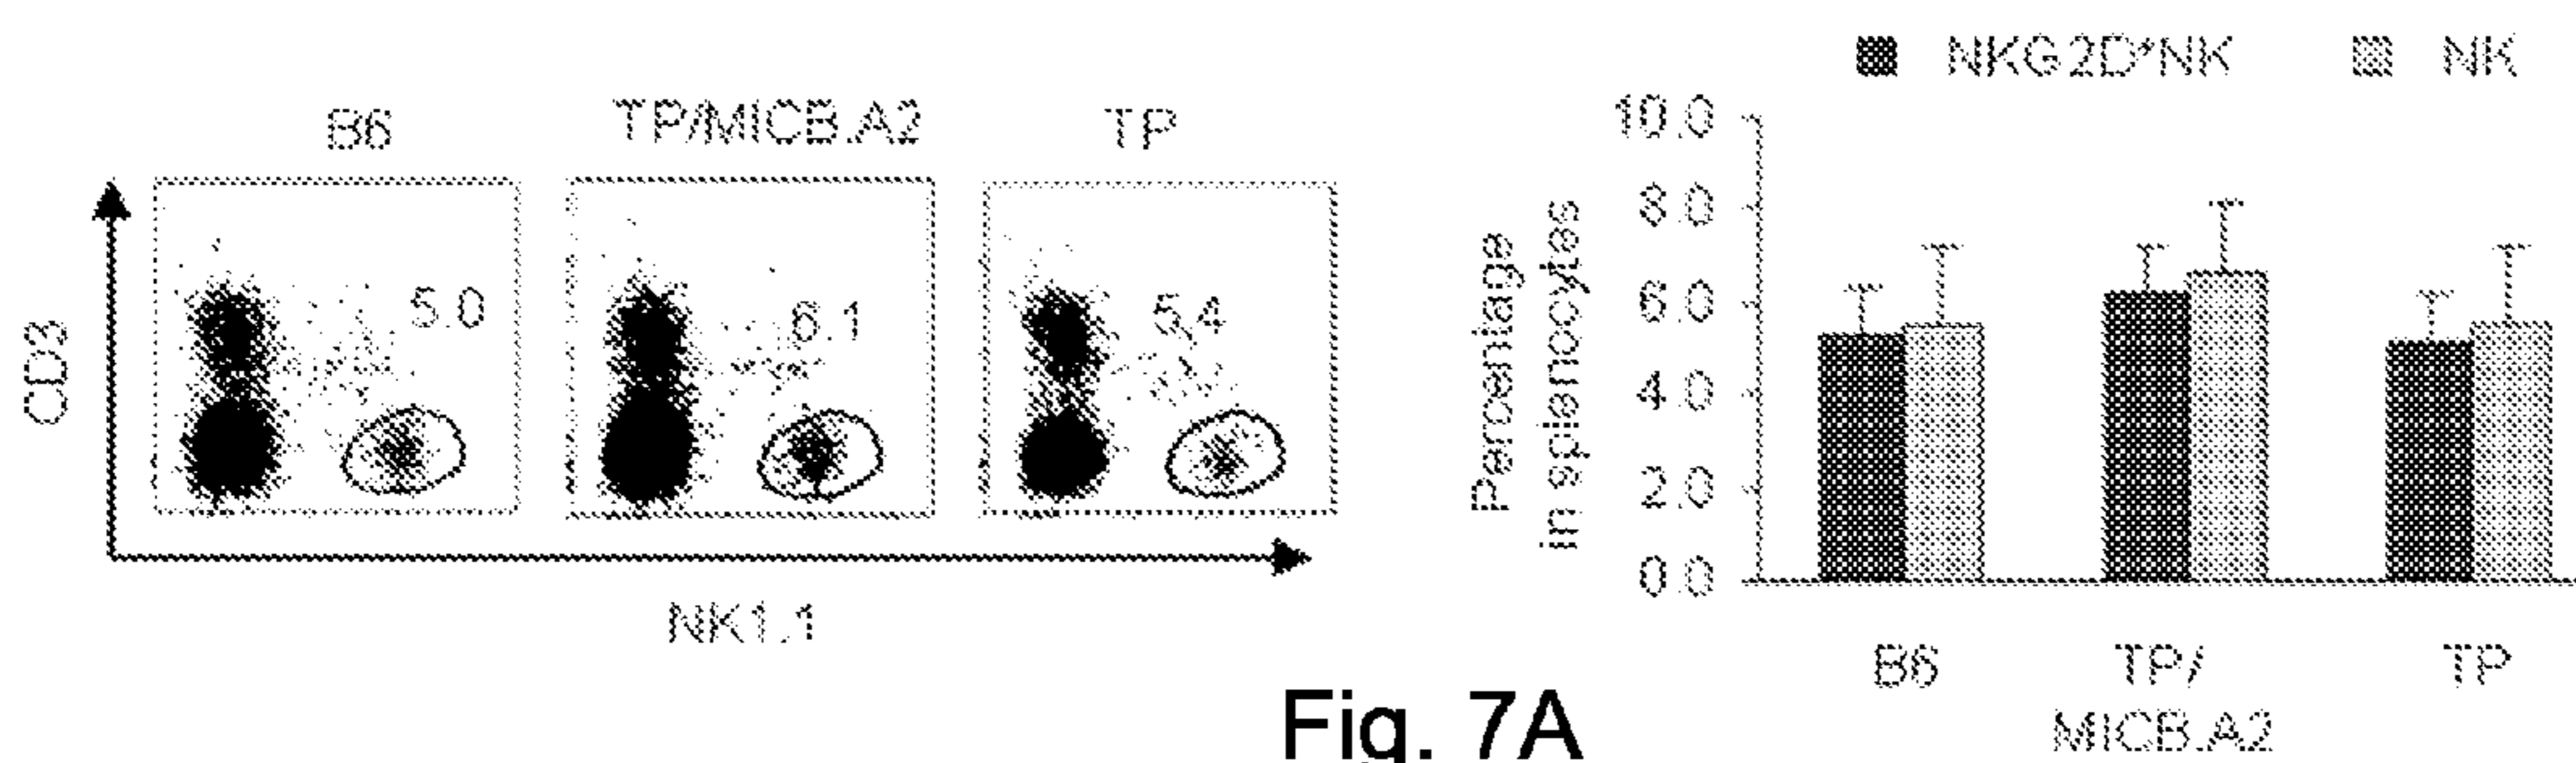 B6 TP/MICB.A2 TP
CD3
5.0 6.1 5.4
NK1.1
NKG2D⁺NK NK
Percentage
in splenocytes
10.0
8.0
6.0
4.0
2.0
0.0
B6 TP/ TP
MICB.A2
Fig. 7A